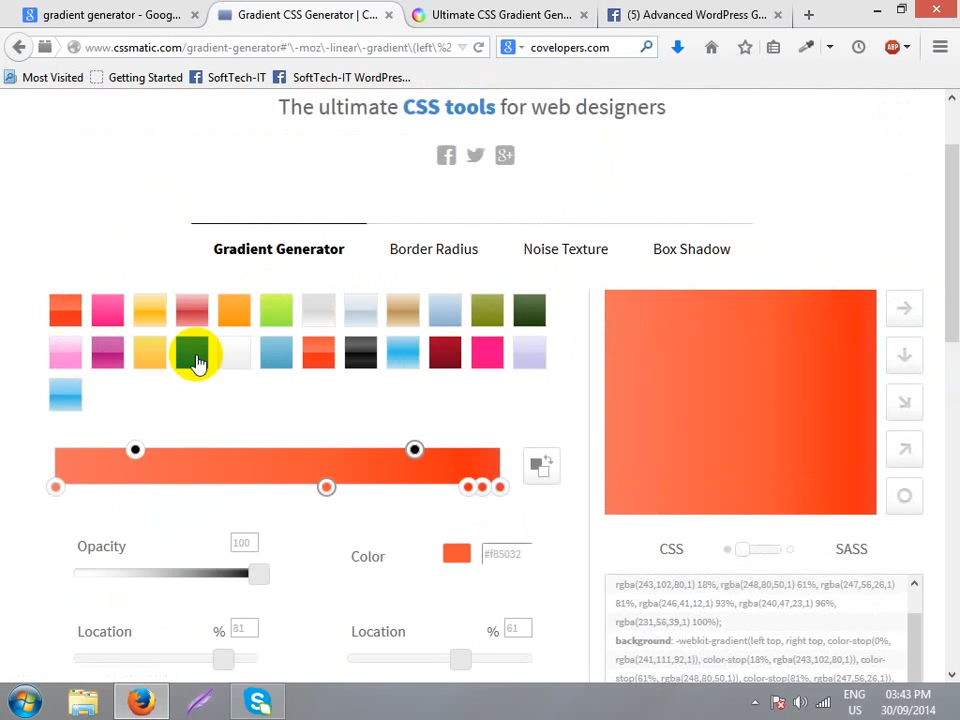 gradient generator - Goog...
Gradient CSS Generator | C...
Ultimate CSS Gradient Gen...
(5) Advanced WordPress G...
www.cssmatic.com/gradient-generator#'\-moz\-linear\-gradient\(left\%2
covelopers.com
ABP
Most Visited
Getting Started
SoftTech-IT
SoftTech-IT WordPres...
The ultimate CSS tools for web designers
Gradient Generator
Border Radius
Noise Texture
Box Shadow
Opacity
100
Color
#f85032
Location
% 81
Location
% 61
CSS
SASS
rgba(243,102,80,1) 18%, rgba(248,80,50,1) 61%, rgba(247,56,26,1)
81%, rgba(246,41,12,1) 93%, rgba(240,47,23,1) 96%,
rgba(231,56,39,1) 100%);
background: -webkit-gradient(left top, right top, color-stop(0%,
rgba(241,111,92,1)), color-stop(18%, rgba(243,102,80,1)), color-
stop(61%, rgba(248,80,50,1)), color-stop(81%, rgba(247,56,26,1)),
ENG
US
03:43 PM
30/09/2014